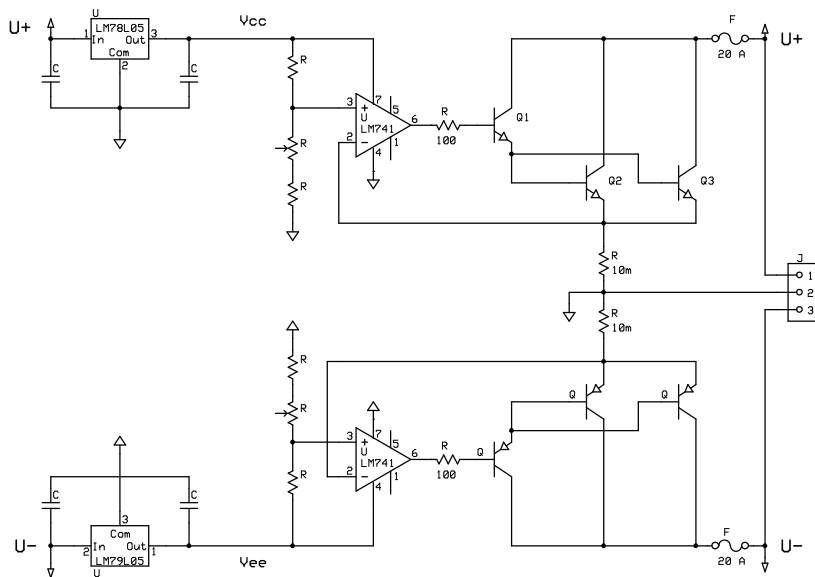 U
U+
LM78L05
1
In
Out
3
Com
2
C
C
Vcc
R
R
R
3
2
+
−
U
LM741
7
5
4
1
6
R
100
Q1
Q2
Q3
F
20 A
U+
R
10m
R
10m
J
1
2
3
R
R
R
3
2
+
−
U
LM741
7
5
4
1
6
R
100
Q
Q
Q
F
20 A
U-
C
C
3
Com
U-
2
In
Out
1
LM79L05
U
Vee